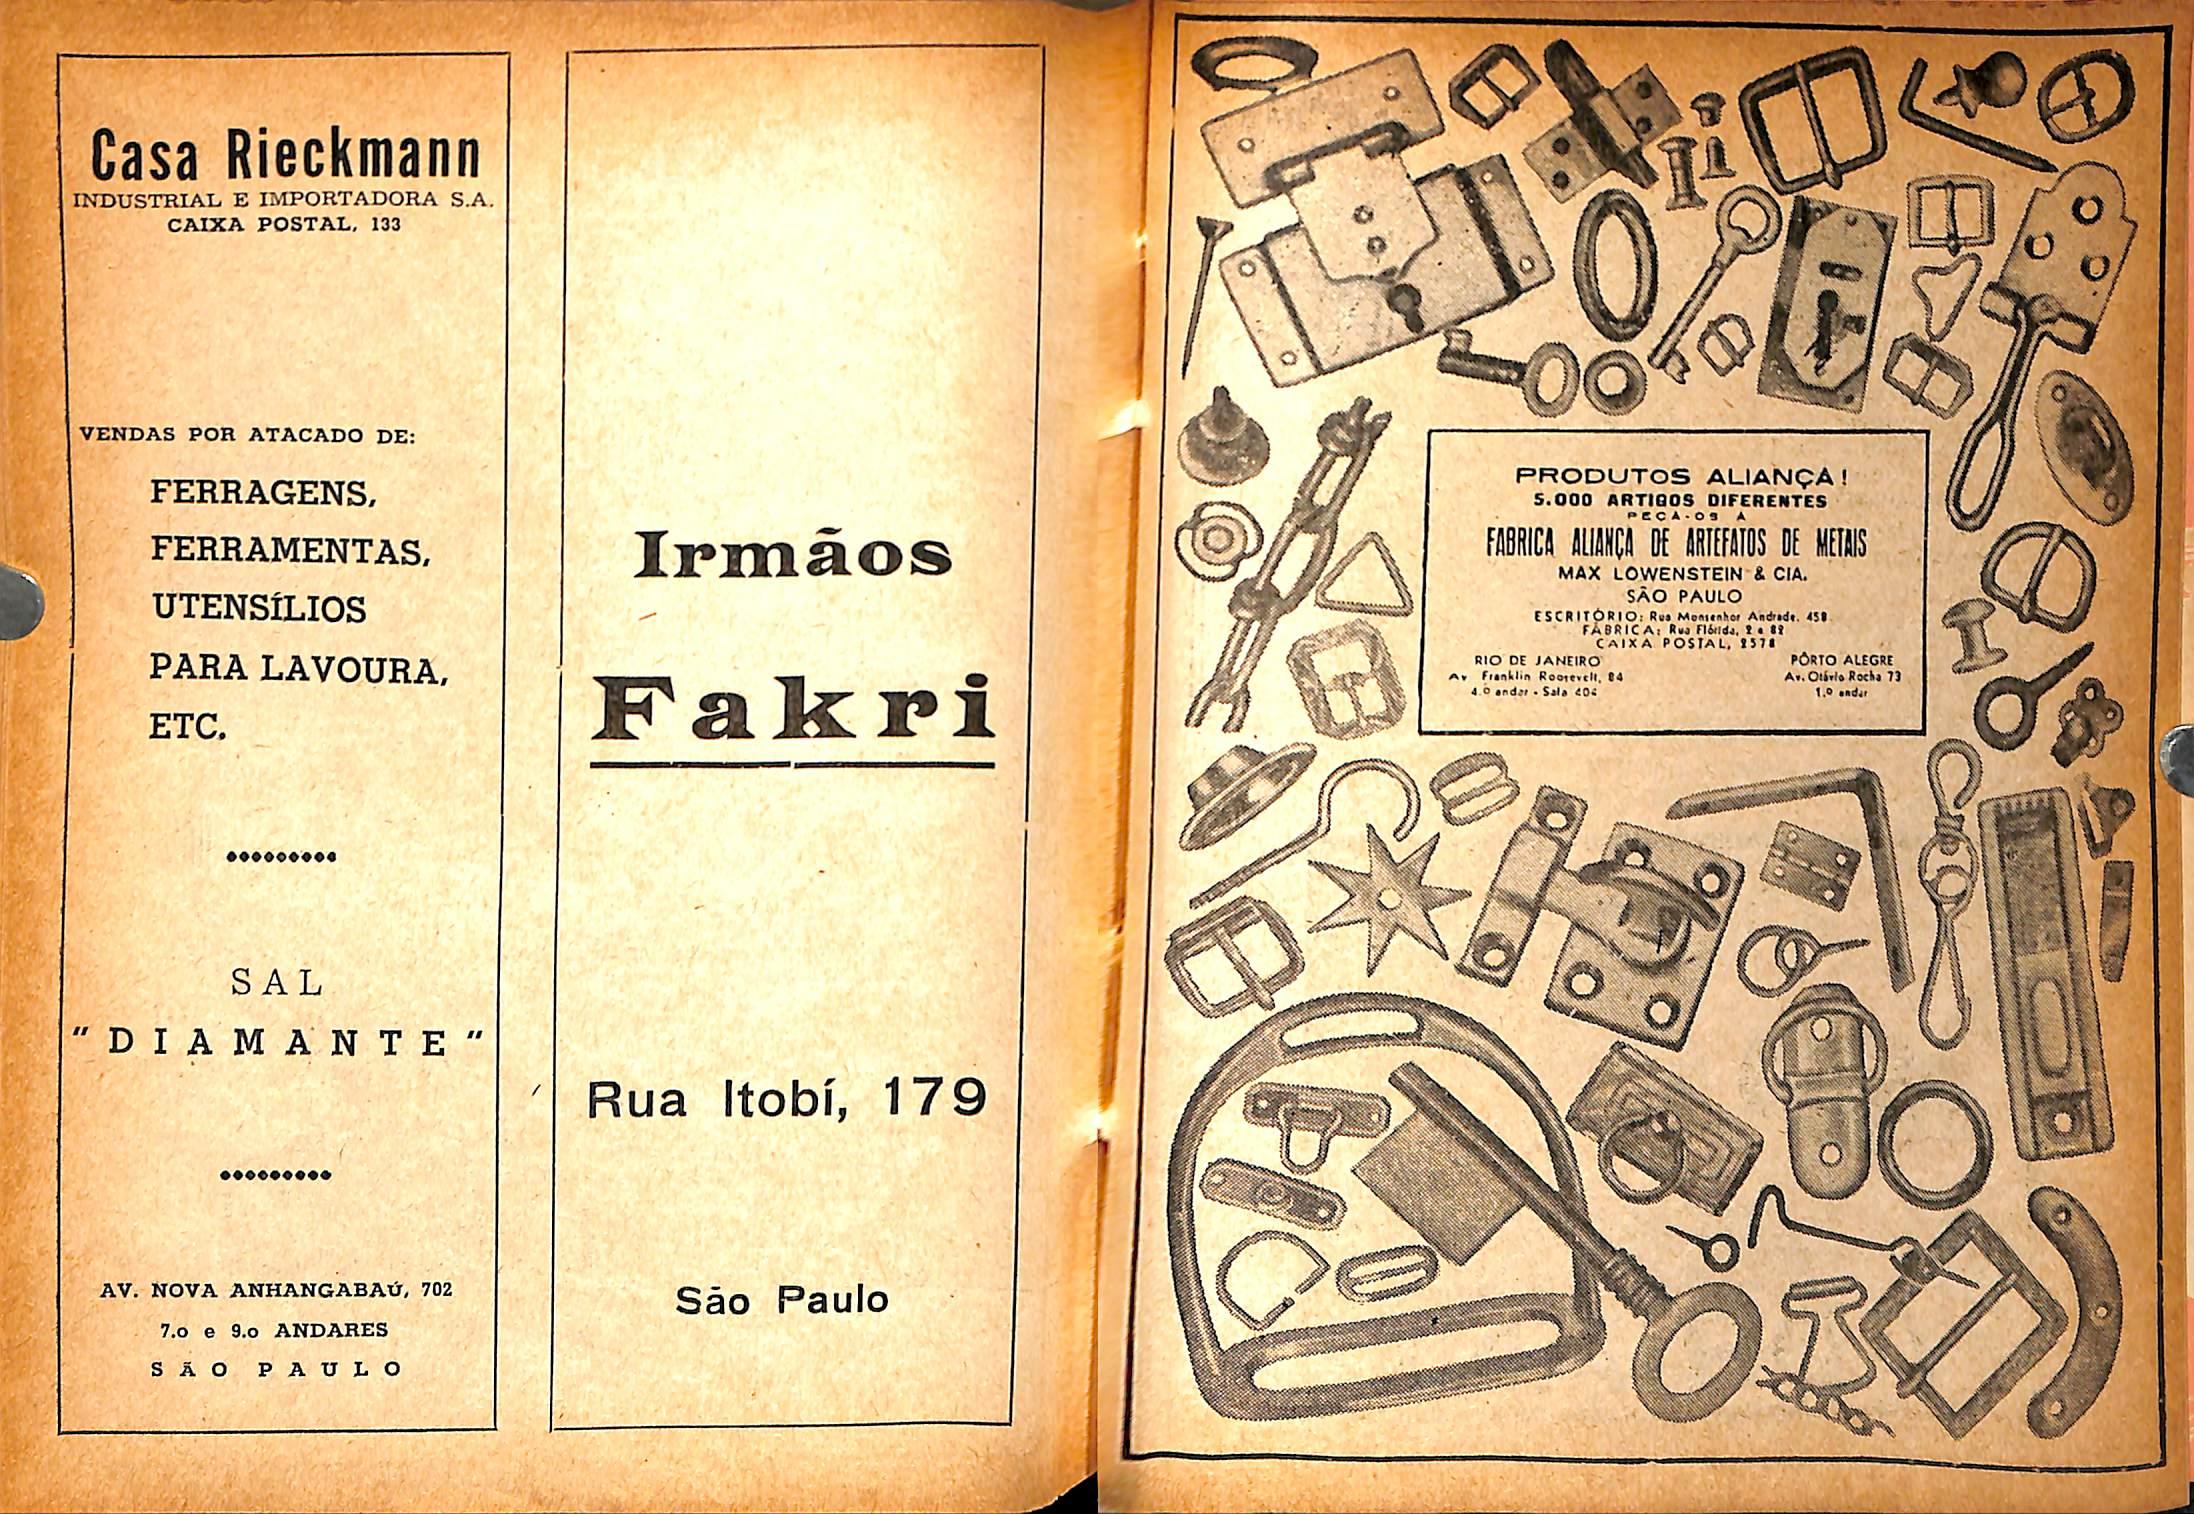 Casa Rieckmann
INDUSTRIAL E IMPORTADORA S.A.
CAIXA POSTAL, 133
VENDAS POR ATACADO DE:
FERRAGENS,
FERRAMENTAS,
UTENSÍLIOS
PARA LAVOURA,
ETC.
SAL
"DIAMANTE"
AV. NOVA ANHANGABAÚ, 702
7.o e 9.o ANDARES
SÃO PAULO
Irmãos
Fakri
Rua Itobí, 179
São Paulo
PRODUTOS ALIANÇA!
5.000 ARTIGOS DIFERENTES
PEÇA-OS A
FABRICA ALIANÇA DE ARTEFATOS DE METAIS
MAX LOWENSTEIN & CIA.
SÃO PAULO
ESCRITÓRIO: Rua Monsenhor Andrade, 458
FÁBRICA: Rua Flórida, 2 a 82
CAIXA POSTAL, 2578
RIO DE JANEIRO
Av Franklin Roosevelt, 84
4.º andar - Sala 404
PÔRTO ALEGRE
Av. Otávio Rocha 73
1.º andar